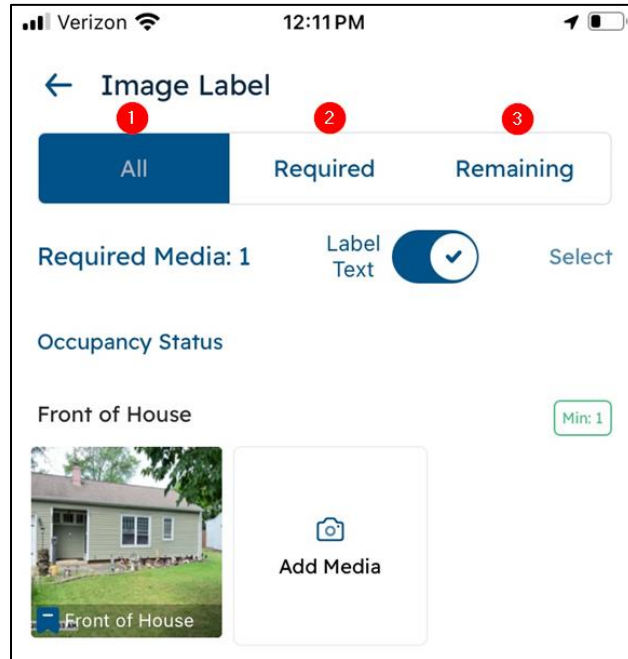 Verizon 12:11 PM
Image Label
1 2 3
All Required Remaining
Required Media: 1 Label Text Select
Occupancy Status
Front of House Min: 1
Add Media
Front of House